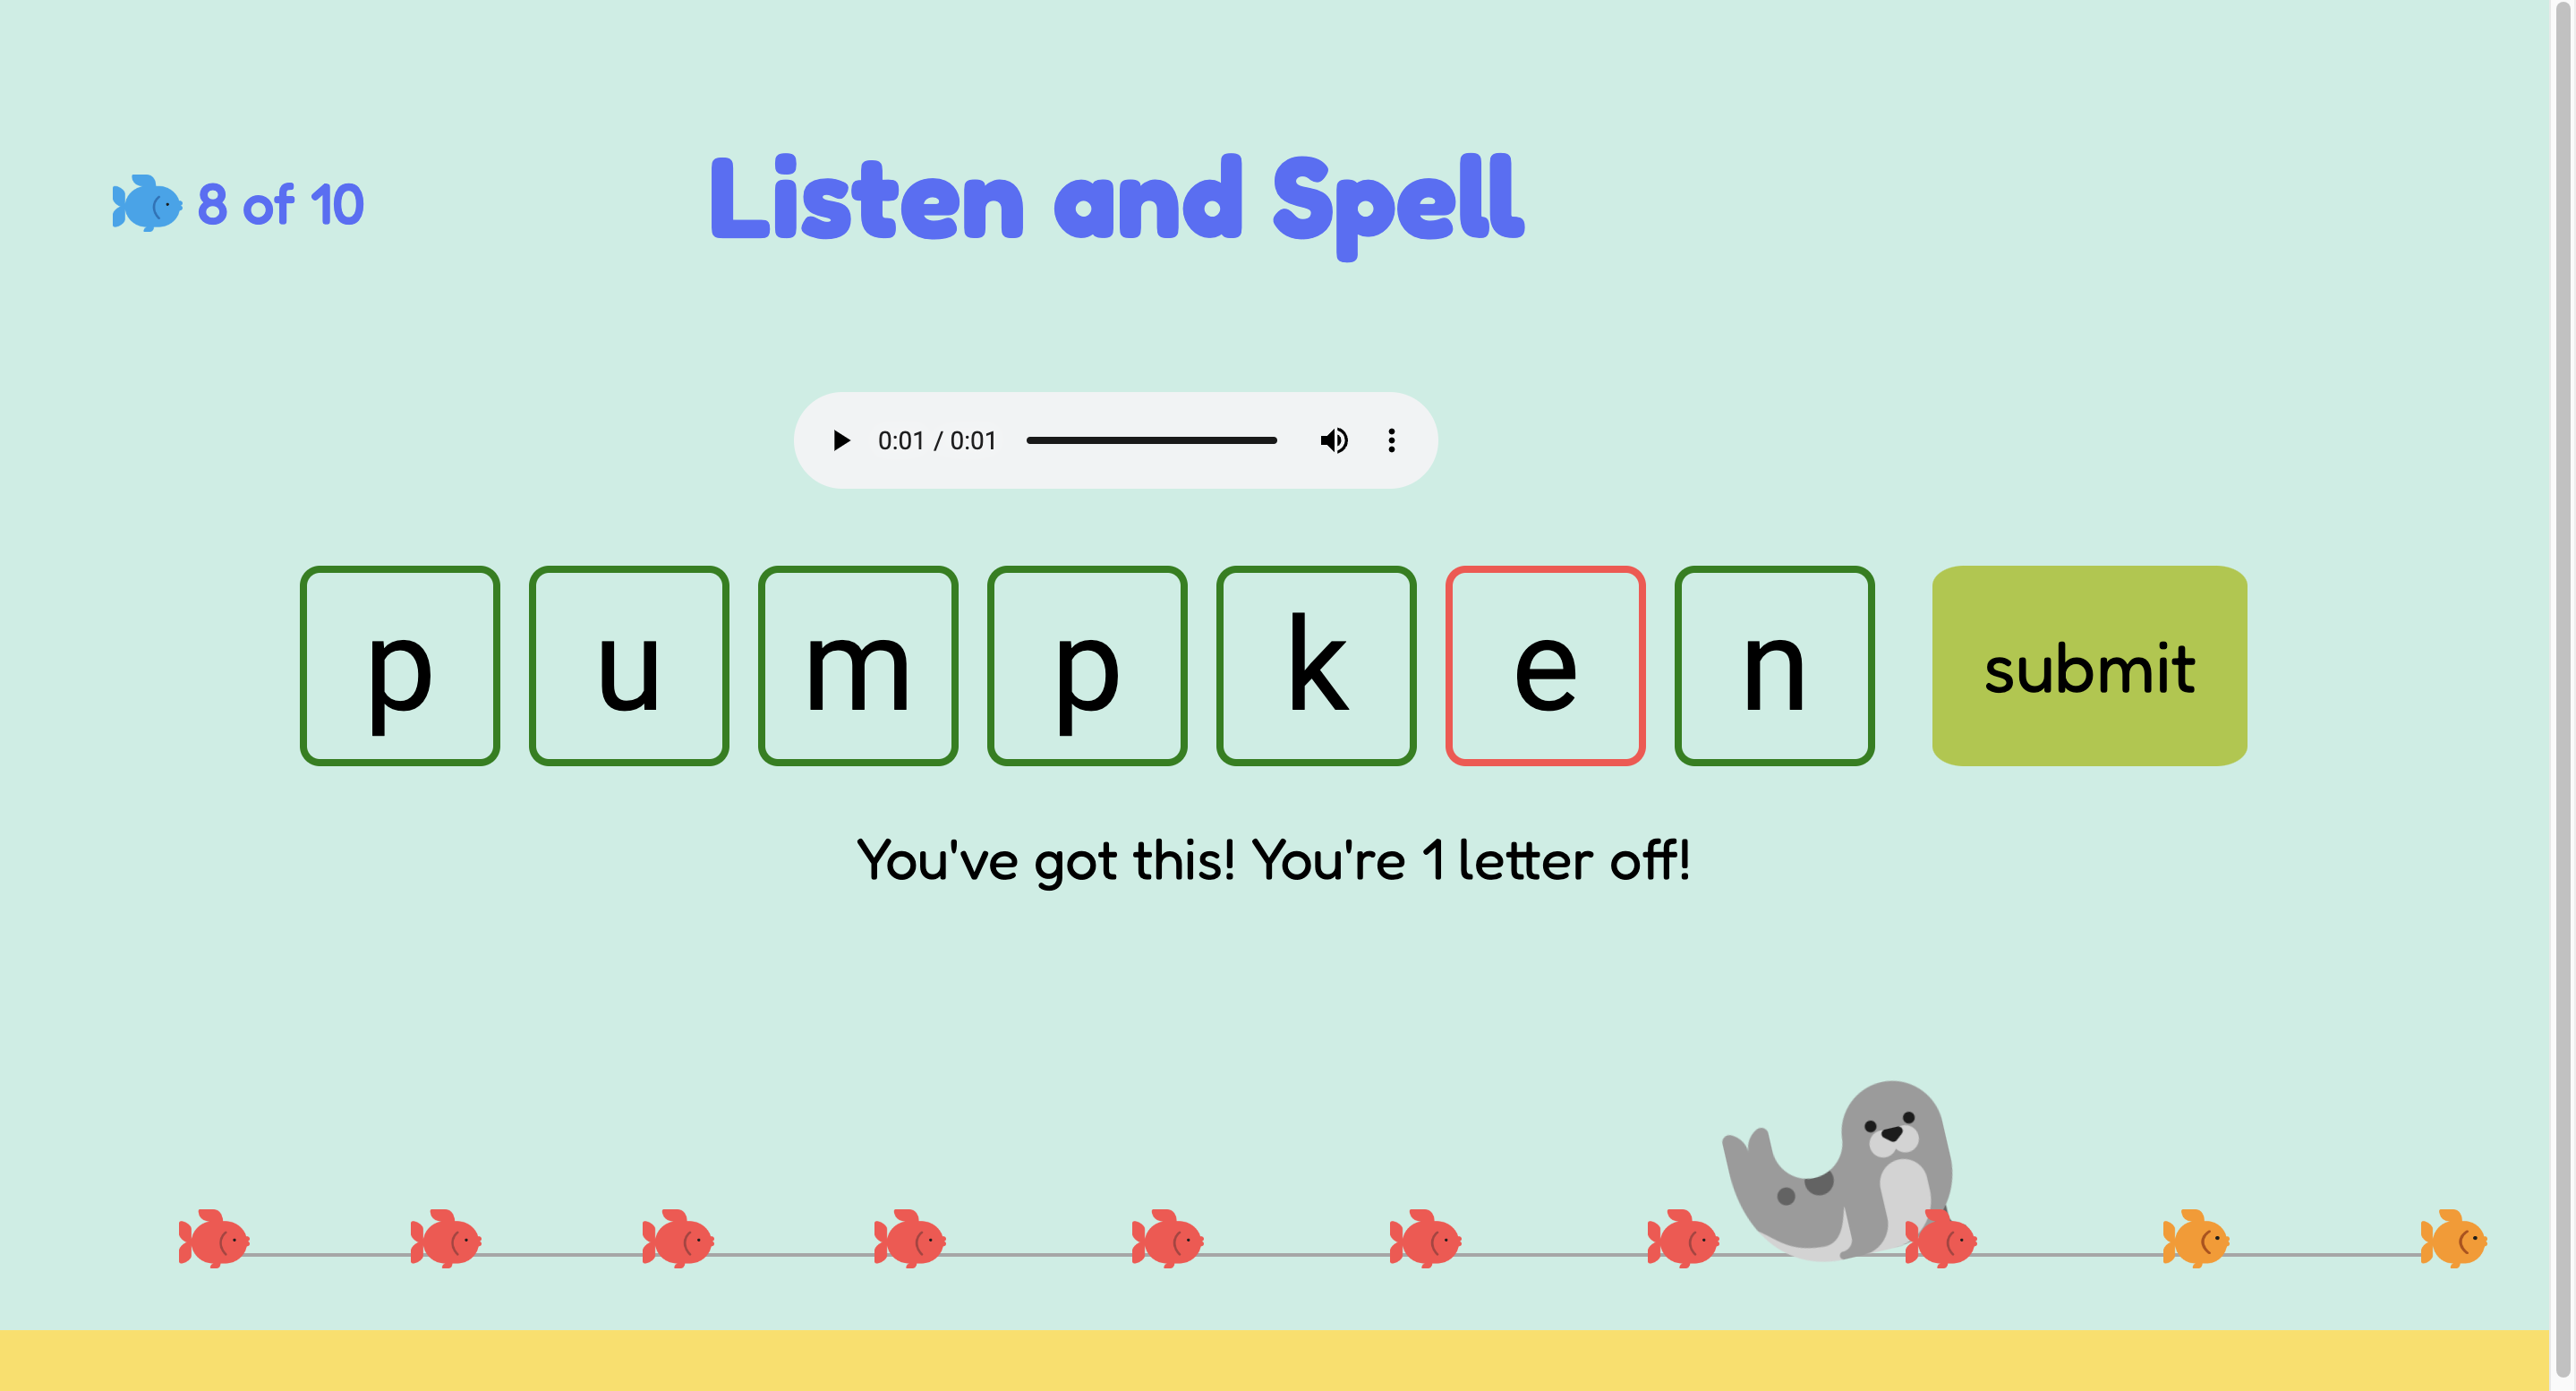 8 of 10
Listen and Spell
0:01 / 0:01
p u m p k e n
submit
You've got this! You're 1 letter off!